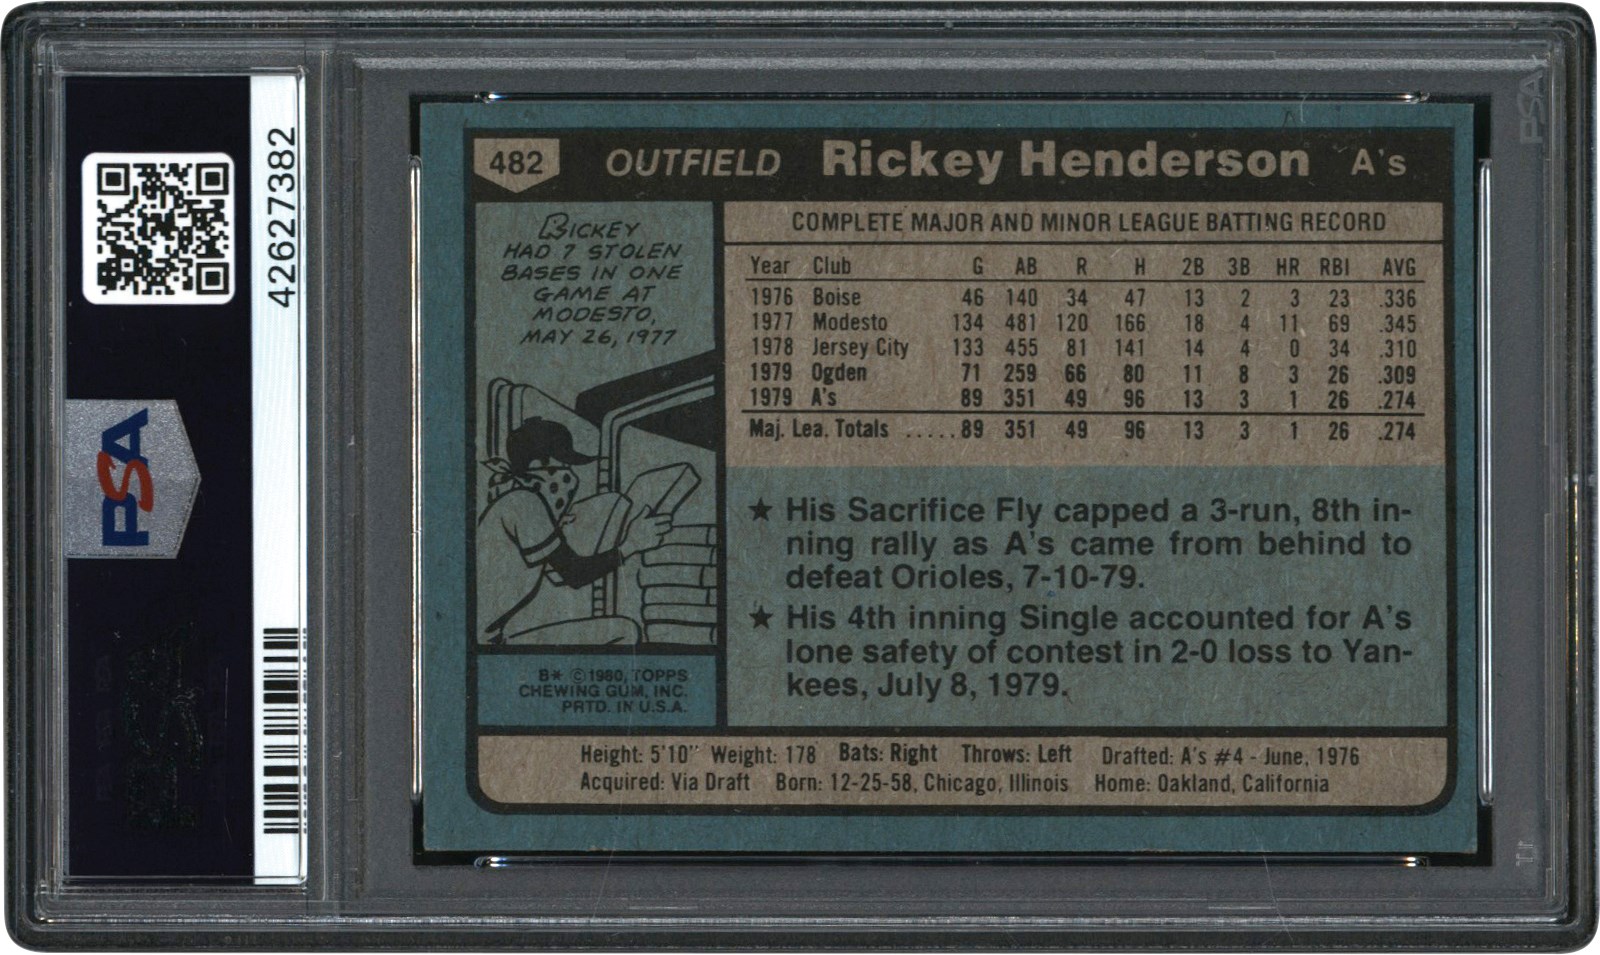 42627382
PSA
482 OUTFIELD Rickey Henderson A's
RICKEY
HAD 7 STOLEN
BASES IN ONE
GAME AT
MODESTO,
MAY 26, 1977
B* ©1980, TOPPS
CHEWING GUM, INC.
PRTD. IN U.S.A.
COMPLETE MAJOR AND MINOR LEAGUE BATTING RECORD
Year Club G AB R H 2B 3B HR RBI AVG
1976 Boise 46 140 34 47 13 2 3 23 .336
1977 Modesto 134 481 120 166 18 4 11 69 .345
1978 Jersey City 133 455 81 141 14 4 0 34 .310
1979 Ogden 71 259 66 80 11 8 3 26 .309
1979 A's 89 351 49 96 13 3 1 26 .274
Maj. Lea. Totals .....89 351 49 96 13 3 1 26 .274
★ His Sacrifice Fly capped a 3-run, 8th in-
ning rally as A's came from behind to
defeat Orioles, 7-10-79.
★ His 4th inning Single accounted for A's
lone safety of contest in 2-0 loss to Yan-
kees, July 8, 1979.
Height: 5'10" Weight: 178 Bats: Right Throws: Left Drafted: A's #4 - June, 1976
Acquired: Via Draft Born: 12-25-58, Chicago, Illinois Home: Oakland, California
PSA